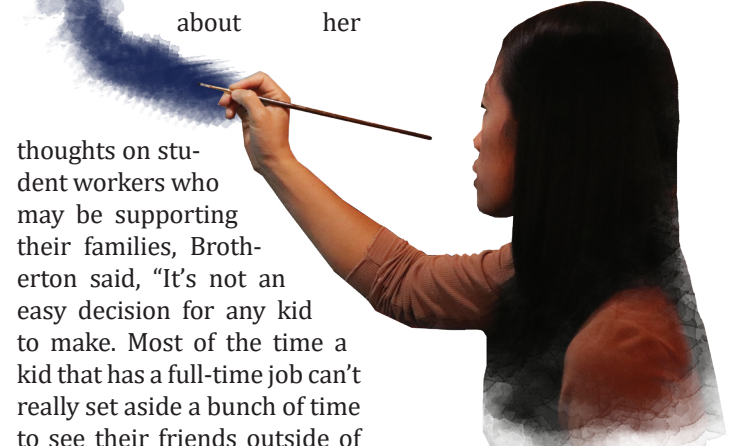 about her
thoughts on stu-
dent workers who
may be supporting
their families, Broth-
erton said, “It’s not an
easy decision for any kid
to make. Most of the time a
kid that has a full-time job can’t
really set aside a bunch of time
to see their friends outside of